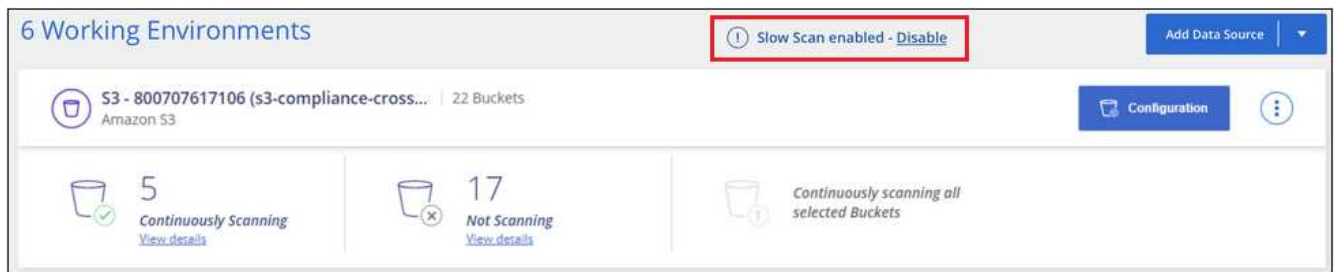 6 Working Environments
Slow Scan enabled - Disable
Add Data Source
S3 - 800707617106 (s3-compliance-cross... 22 Buckets
Amazon S3
Configuration
5
Continuously Scanning
View details
17
Not Scanning
View details
Continuously scanning all
selected Buckets